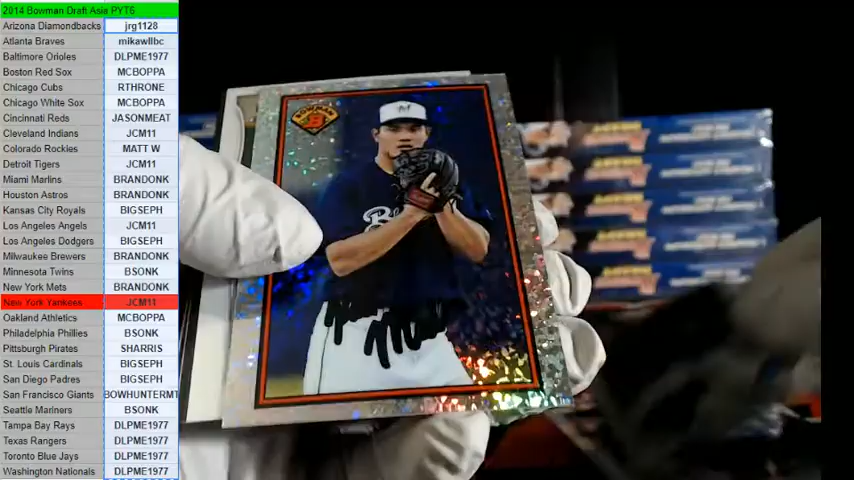 2014 Bowman Draft Asia PYT6
Arizona Diamondbacks jrg1128
Atlanta Braves mikawllbc
Baltimore Orioles DLPME1977
Boston Red Sox MCBOPPA
Chicago Cubs RTHRONE
Chicago White Sox MCBOPPA
Cincinnati Reds JASONMEAT
Cleveland Indians JCM11
Colorado Rockies MATT W
Detroit Tigers JCM11
Miami Marlins BRANDONK
Houston Astros BRANDONK
Kansas City Royals BIGSEPH
Los Angeles Angels JCM11
Los Angeles Dodgers BIGSEPH
Milwaukee Brewers BRANDONK
Minnesota Twins BSONK
New York Mets BRANDONK
New York Yankees JCM11
Oakland Athletics MCBOPPA
Philadelphia Phillies BSONK
Pittsburgh Pirates SHARRIS
St. Louis Cardinals BIGSEPH
San Diego Padres BIGSEPH
San Francisco Giants BOWHUNTERMT
Seattle Mariners BSONK
Tampa Bay Rays DLPME1977
Texas Rangers DLPME1977
Toronto Blue Jays DLPME1977
Washington Nationals DLPME1977
BOWMAN
B